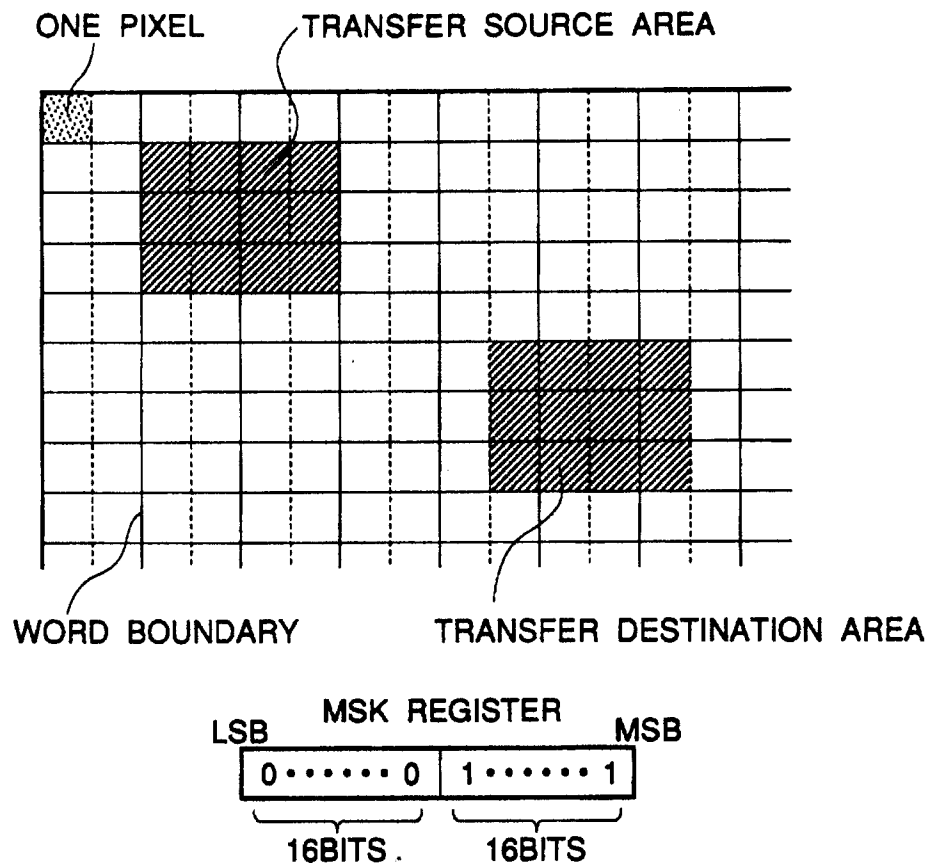 ONE PIXEL
TRANSFER SOURCE AREA
WORD BOUNDARY
TRANSFER DESTINATION AREA
MSK REGISTER
LSB
MSB
0 • • • • • • 0 1 • • • • • • 1
16BITS .
16BITS